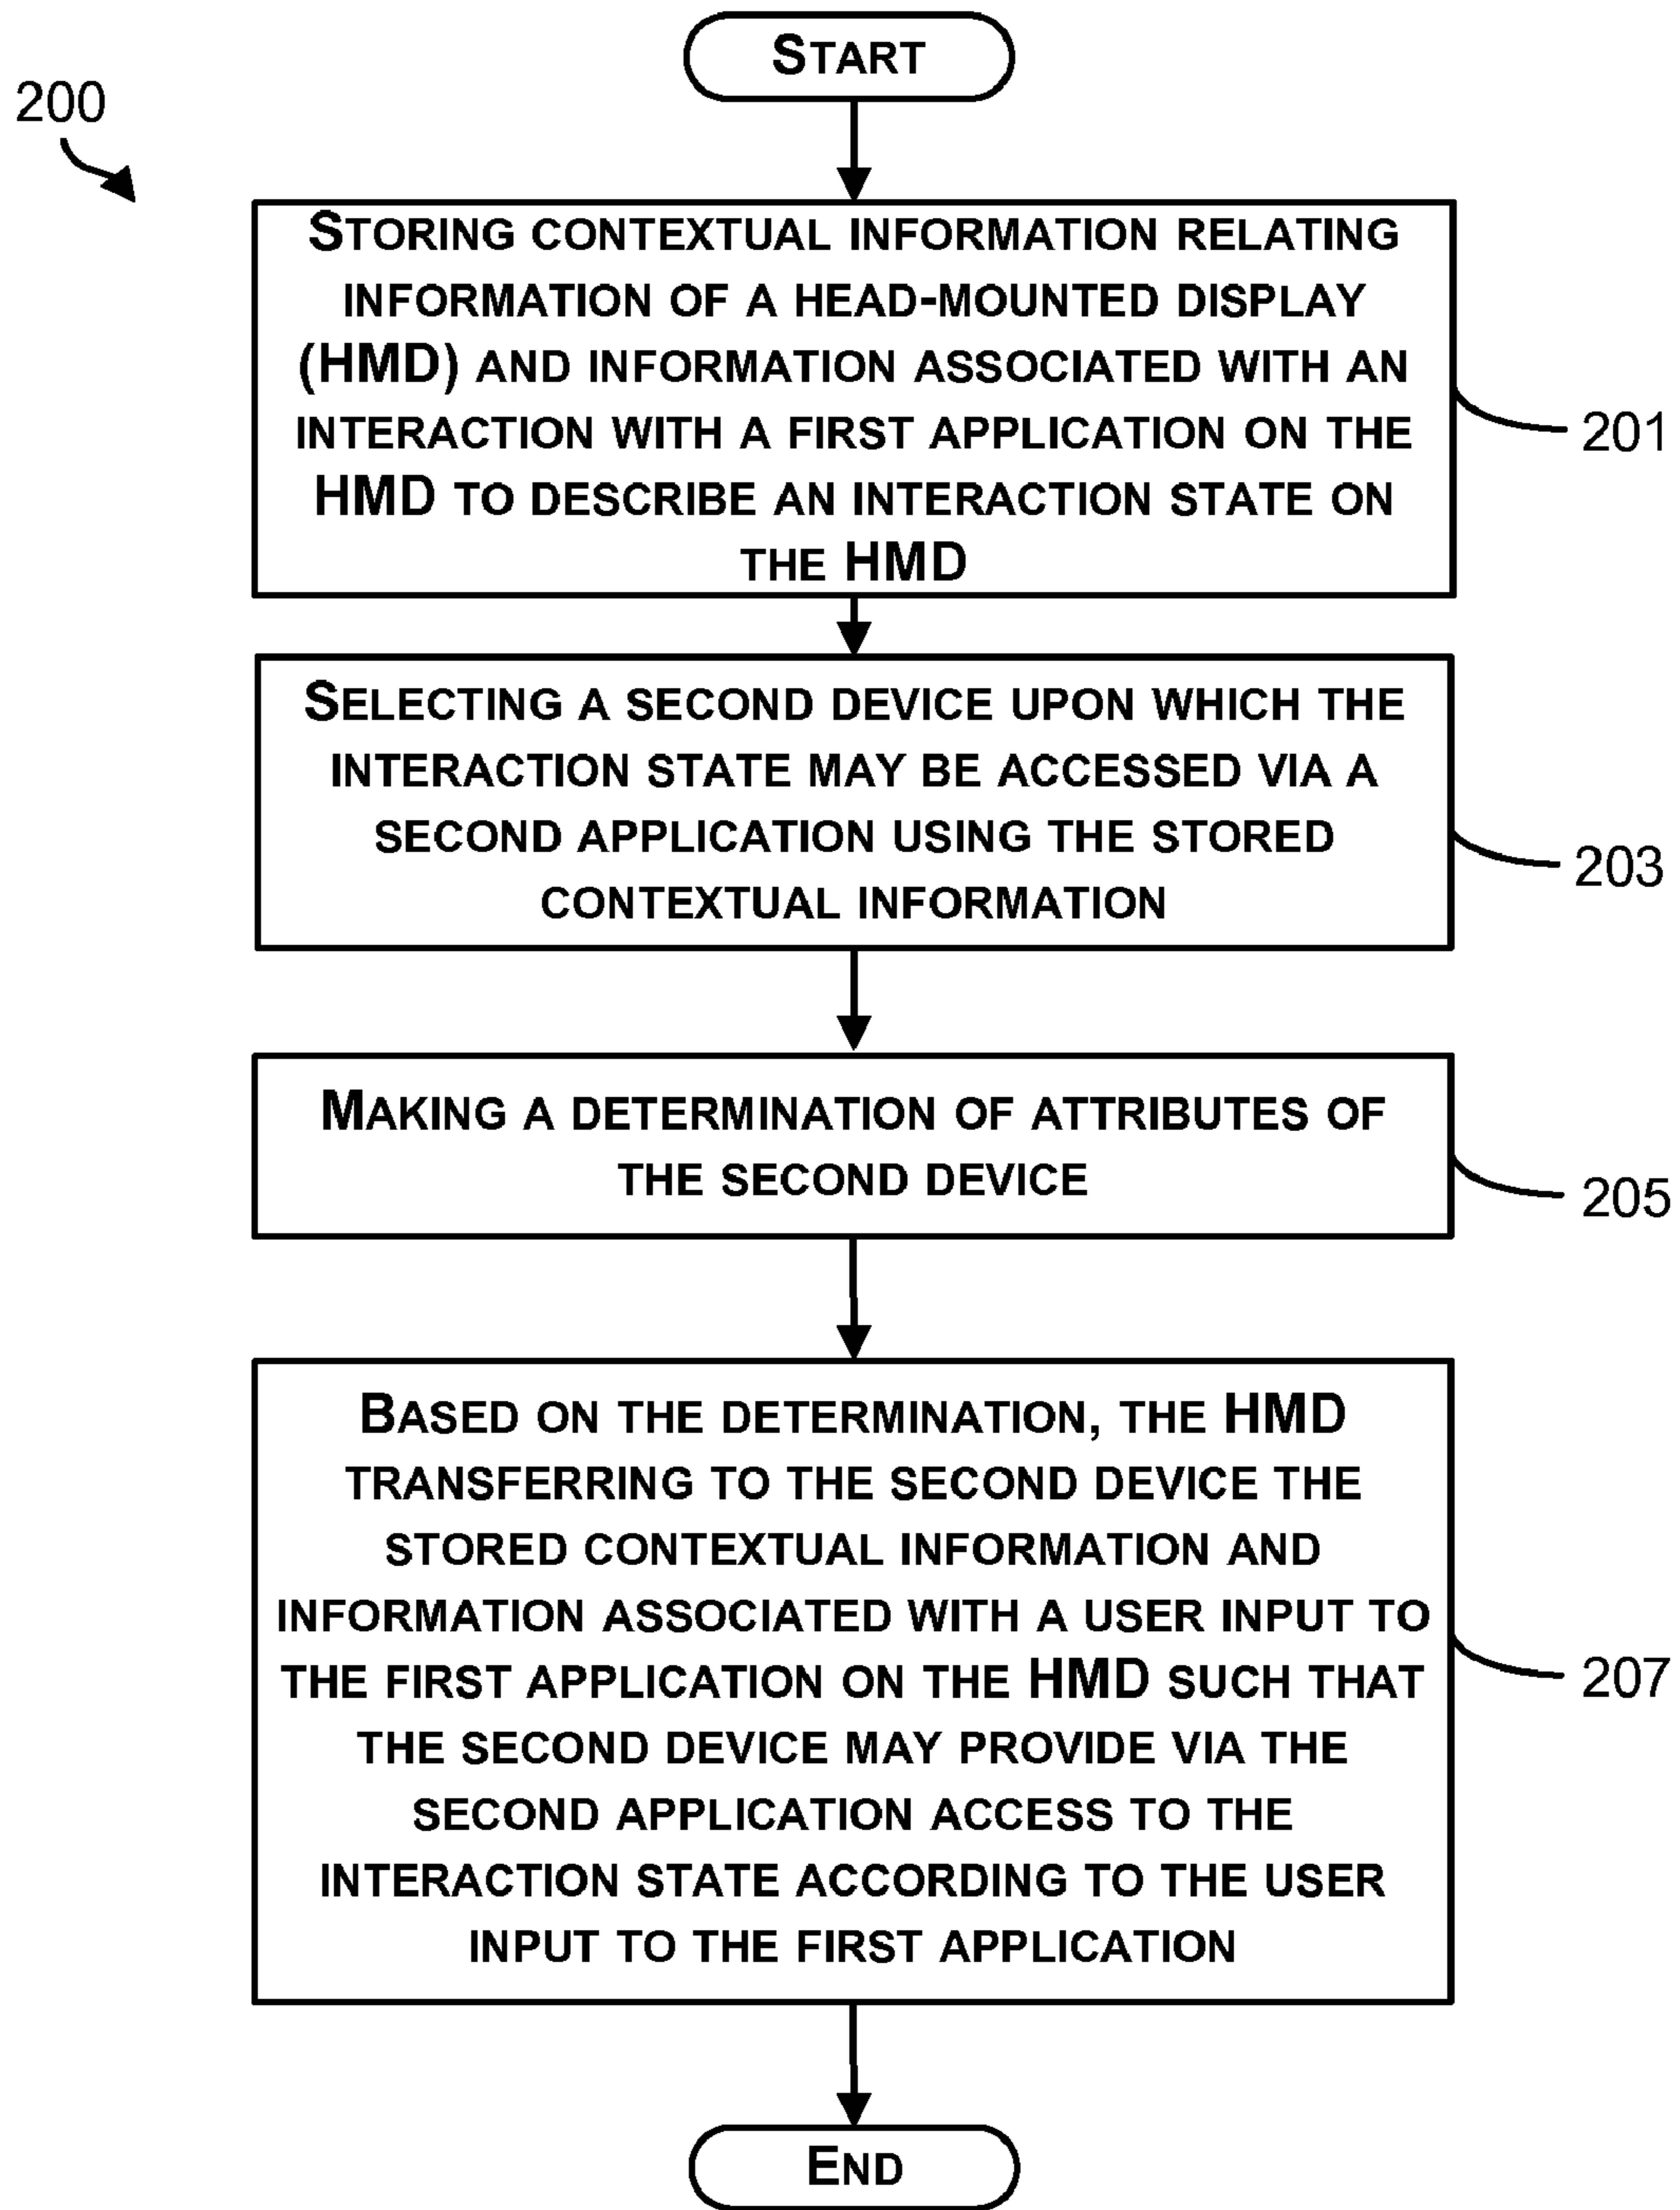 START
200
STORING CONTEXTUAL INFORMATION RELATING
INFORMATION OF A HEAD-MOUNTED DISPLAY
(HMD) AND INFORMATION ASSOCIATED WITH AN
INTERACTION WITH A FIRST APPLICATION ON THE
HMD TO DESCRIBE AN INTERACTION STATE ON
THE HMD
201
SELECTING A SECOND DEVICE UPON WHICH THE
INTERACTION STATE MAY BE ACCESSED VIA A
SECOND APPLICATION USING THE STORED
CONTEXTUAL INFORMATION
203
MAKING A DETERMINATION OF ATTRIBUTES OF
THE SECOND DEVICE
205
BASED ON THE DETERMINATION, THE HMD
TRANSFERRING TO THE SECOND DEVICE THE
STORED CONTEXTUAL INFORMATION AND
INFORMATION ASSOCIATED WITH A USER INPUT TO
THE FIRST APPLICATION ON THE HMD SUCH THAT
THE SECOND DEVICE MAY PROVIDE VIA THE
SECOND APPLICATION ACCESS TO THE
INTERACTION STATE ACCORDING TO THE USER
INPUT TO THE FIRST APPLICATION
207
END